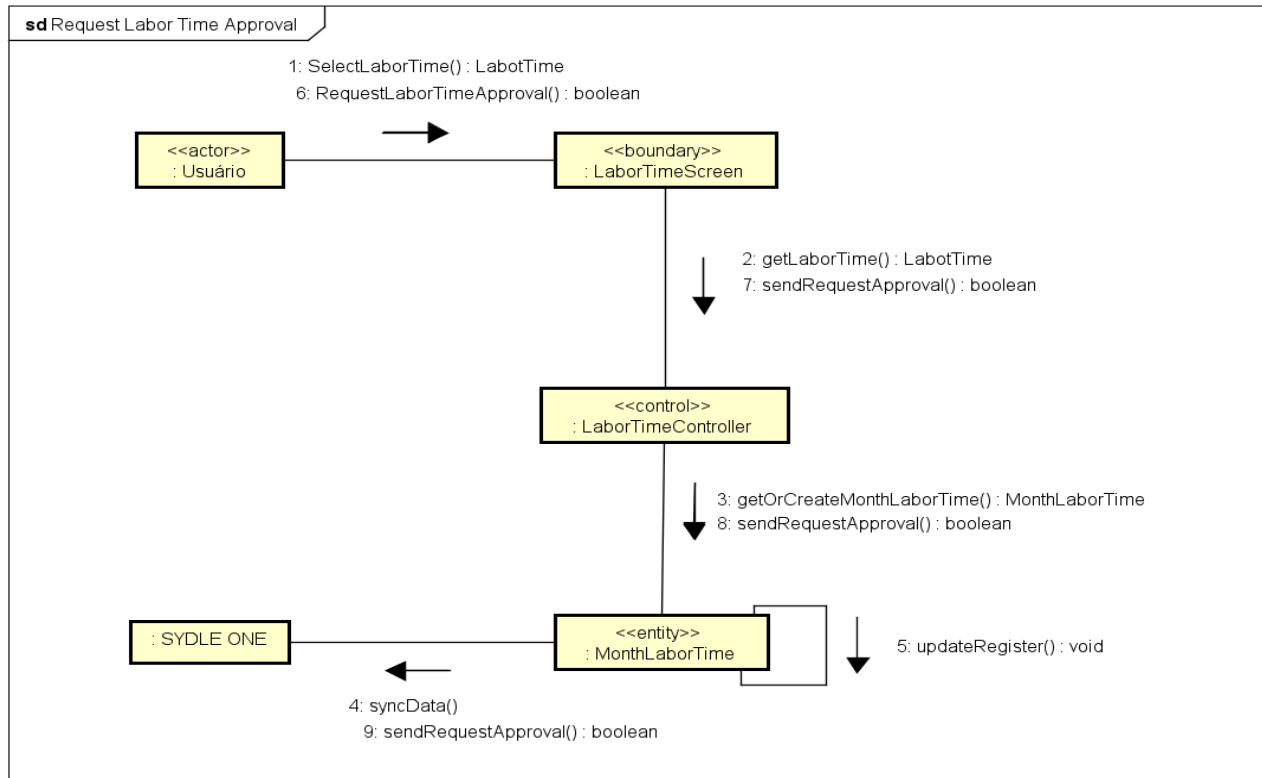 sd Request Labor Time Approval
1: SelectLaborTime() : LabotTime
6: RequestLaborTimeApproval() : boolean
<<actor>>
: Usuário
<<boundary>>
: LaborTimeScreen
2: getLaborTime() : LabotTime
7: sendRequestApproval() : boolean
<<control>>
: LaborTimeController
3: getOrCreateMonthLaborTime() : MonthLaborTime
8: sendRequestApproval() : boolean
: SYDLE ONE
<<entity>>
: MonthLaborTime
5: updateRegister() : void
4: syncData()
9: sendRequestApproval() : boolean